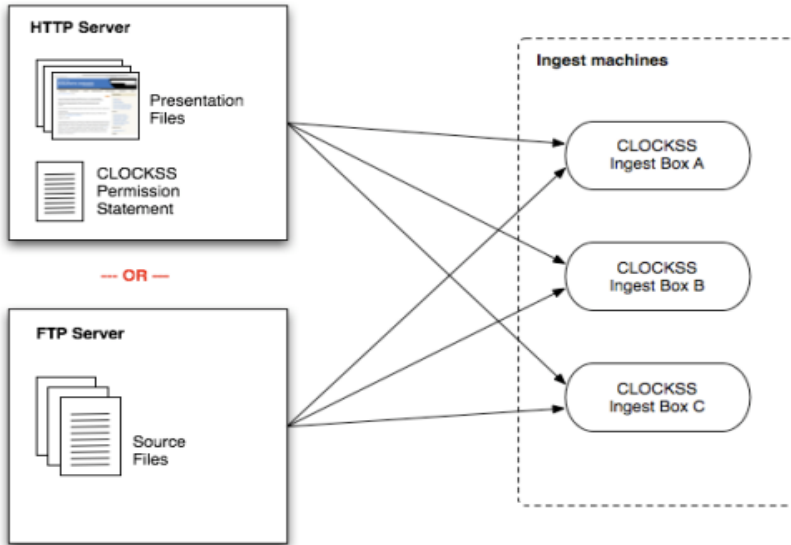 HTTP Server
Presentation
Files
CLOCKSS
Permission
Statement
--- OR —
FTP Server
Source
Files
Ingest machines
CLOCKSS
Ingest Box A
CLOCKSS
Ingest Box B
CLOCKSS
Ingest Box C